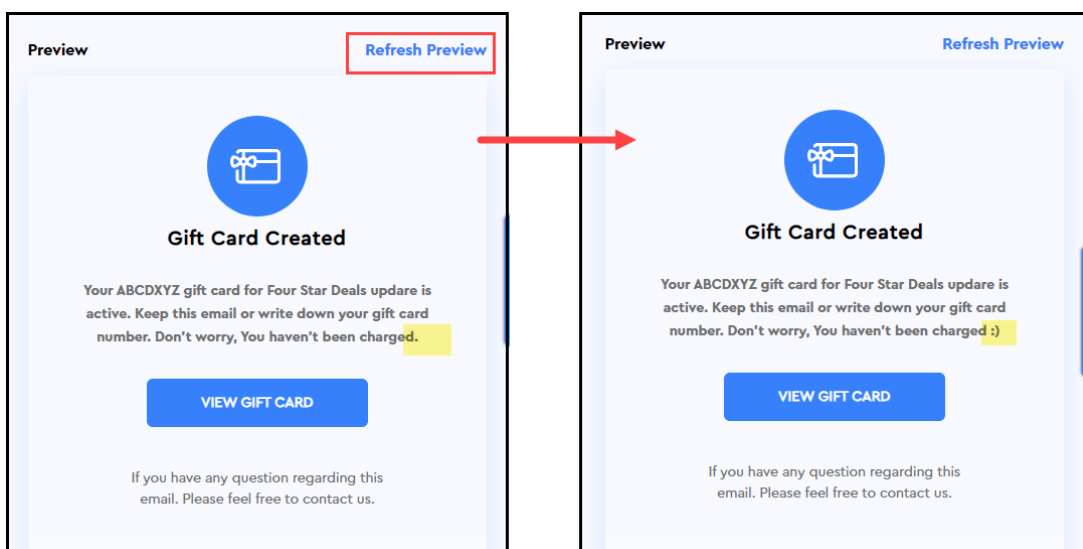 Preview
Refresh Preview
Gift Card Created
Your ABCDXYZ gift card for Four Star Deals updare is
active. Keep this email or write down your gift card
number. Don't worry, You haven't been charged.
VIEW GIFT CARD
If you have any question regarding this
email. Please feel free to contact us.
Preview
Refresh Preview
Gift Card Created
Your ABCDXYZ gift card for Four Star Deals updare is
active. Keep this email or write down your gift card
number. Don't worry, You haven't been charged :)
VIEW GIFT CARD
If you have any question regarding this
email. Please feel free to contact us.